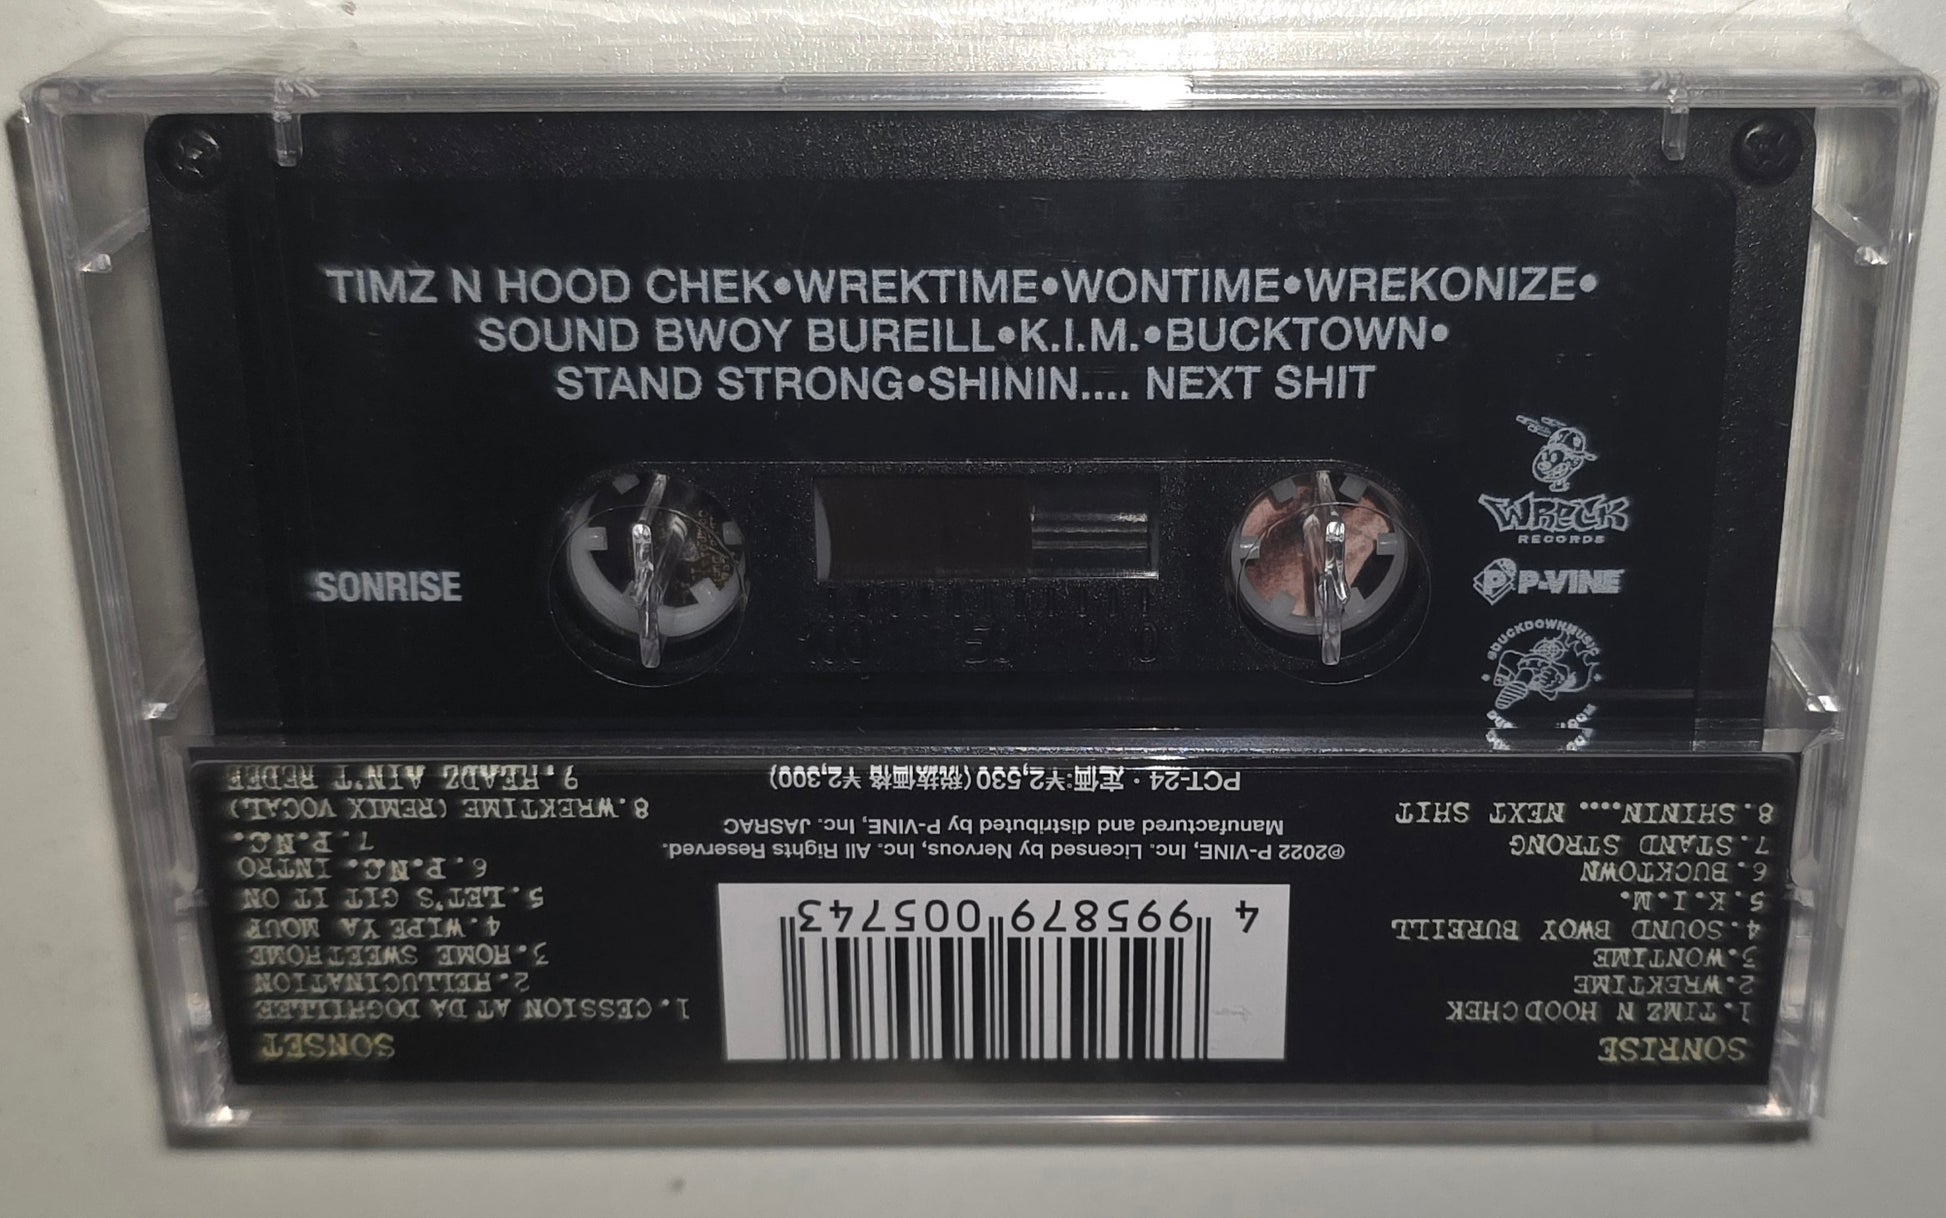 TIMZ N HOOD CHEK•WREKTIME•WONTIME•WREKONIZE•
SOUND BWOY BUREILL•K.I.M.•BUCKTOWN•
STAND STRONG•SHININ.... NEXT SHIT
SONRISE
WRECK
RECORDS
P P-VINE
DUCKDOWNMUSIC
SONRISE
1. TIMZ N HOODCHEK
2. WREKTIME
3. WONTIME
4. SOUND BWOY BUREILL
5. K.I.M.
6. BUCKTOWN
7. STAND STRONG
8. SHININ.... NEXT SHIT
4 995879 005743
℗2022 P-VINE, Inc. Licensed by Nervous, Inc. All Rights Reserved.
Manufactured and distributed by P-VINE, Inc. JASRAC
PCT-24・定価:¥2,530(税抜価格 ¥2,300)
SONSET
1. CESSION AT DA DOGHILLEE
2. HELLUCINATION
3. HOME SWEETHOME
4. WIPE YA MOUF
5. LET'S GIT IT ON
6. P.N.C. INTRO
7. P.N.C.
8. WREKTIME (REMIX VOCAL)
9. HEADZ AIN'T REDEE